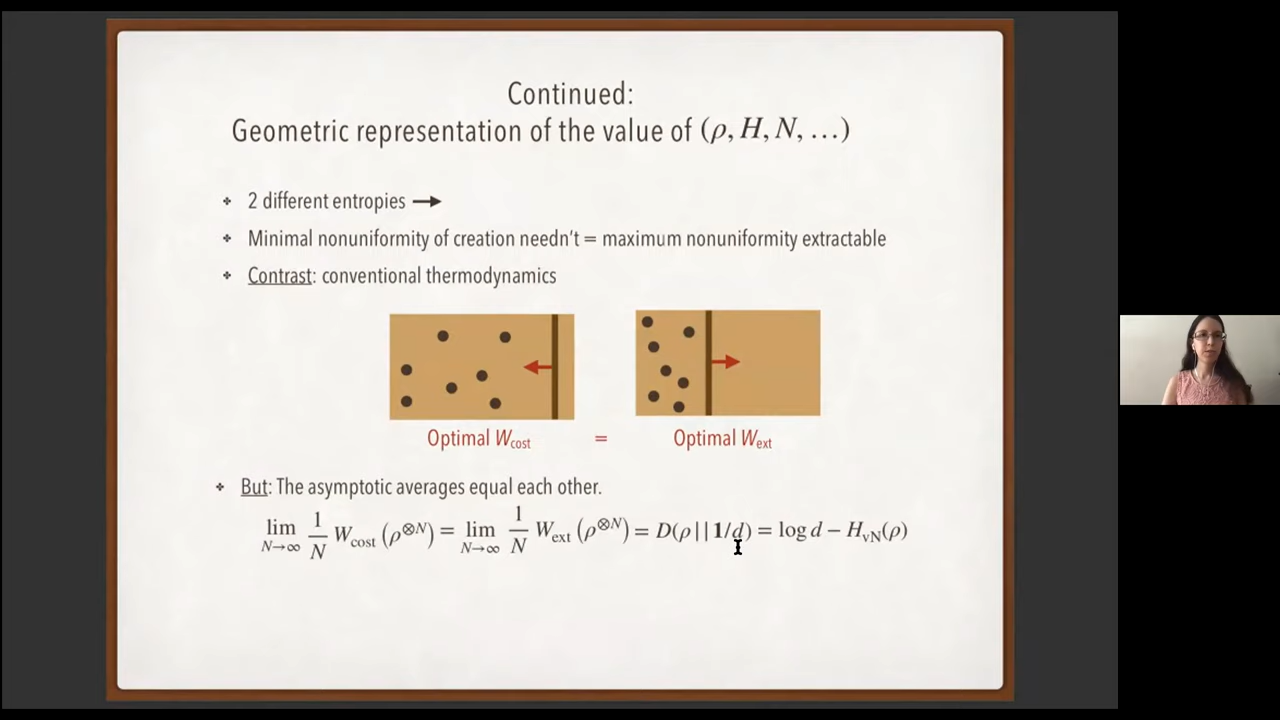 Continued:
Geometric representation of the value of (ρ, H, N, …)
2 different entropies →
Minimal nonuniformity of creation needn't = maximum nonuniformity extractable
Contrast: conventional thermodynamics
Optimal W_cost = Optimal W_ext
But: The asymptotic averages equal each other.
lim_{N→∞} 1/N W_cost (ρ^{⊗N}) = lim_{N→∞} 1/N W_ext (ρ^{⊗N}) = D(ρ||1/d) = log d − H_vN(ρ)